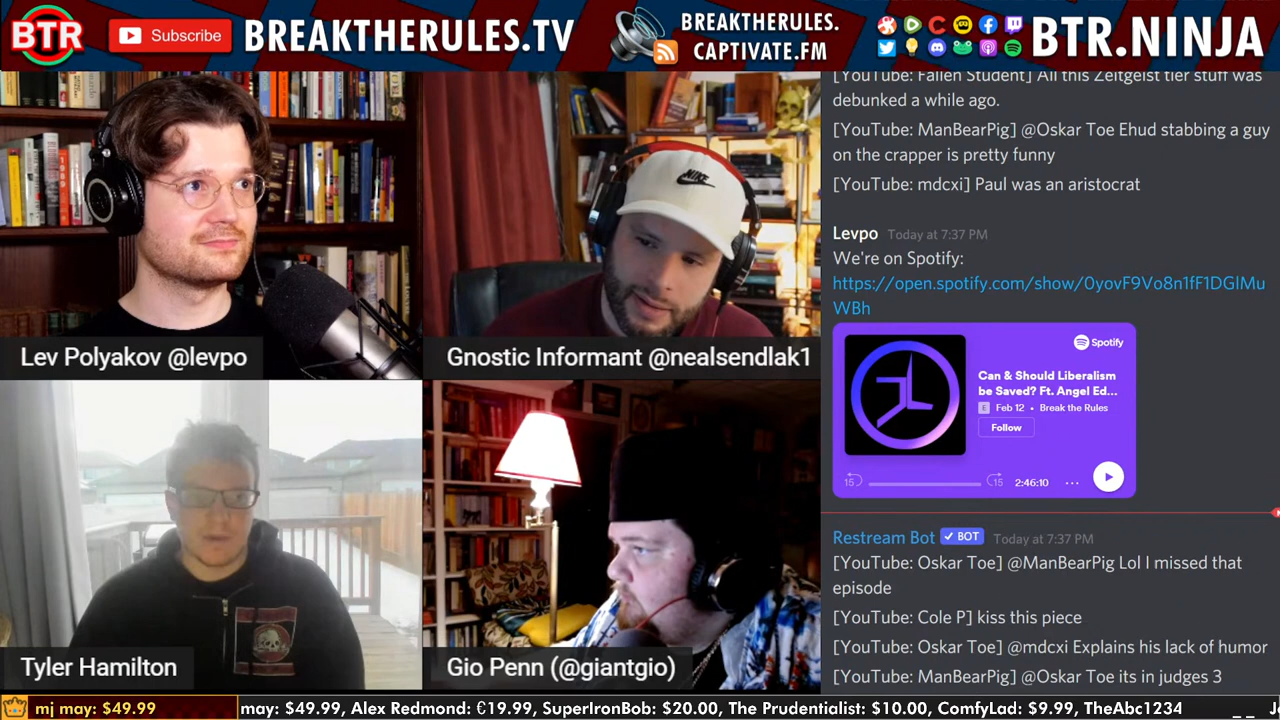 BTR
Subscribe
BREAKTHERULES.TV
BREAKTHERULES.
CAPTIVATE.FM
BTR.NINJA
[YouTube: Fallen Student] All this Zeitgeist tier stuff was
debunked a while ago.
[YouTube: ManBearPig] @Oskar Toe Ehud stabbing a guy
on the crapper is pretty funny
[YouTube: mdcxi] Paul was an aristocrat
Levpo Today at 7:37 PM
We're on Spotify:
https://open.spotify.com/show/0yovF9Vo8n1fF1DGlMu
WBh
Spotify
Can & Should Liberalism
be Saved? Ft. Angel Ed...
E Feb 12 • Break the Rules
Follow
15 15 2:46:10 ...
Restream Bot BOT Today at 7:37 PM
[YouTube: Oskar Toe] @ManBearPig Lol I missed that
episode
[YouTube: Cole P] kiss this piece
[YouTube: Oskar Toe] @mdcxi Explains his lack of humor
[YouTube: ManBearPig] @Oskar Toe its in judges 3
1989
Lev Polyakov @levpo
Gnostic Informant @nealsendlak1
Tyler Hamilton
Gio Penn (@giantgio)
mj may: $49.99
may: $49.99, Alex Redmond: €19.99, SuperIronBob: $20.00, The Prudentialist: $10.00, ComfyLad: $9.99, TheAbc1234